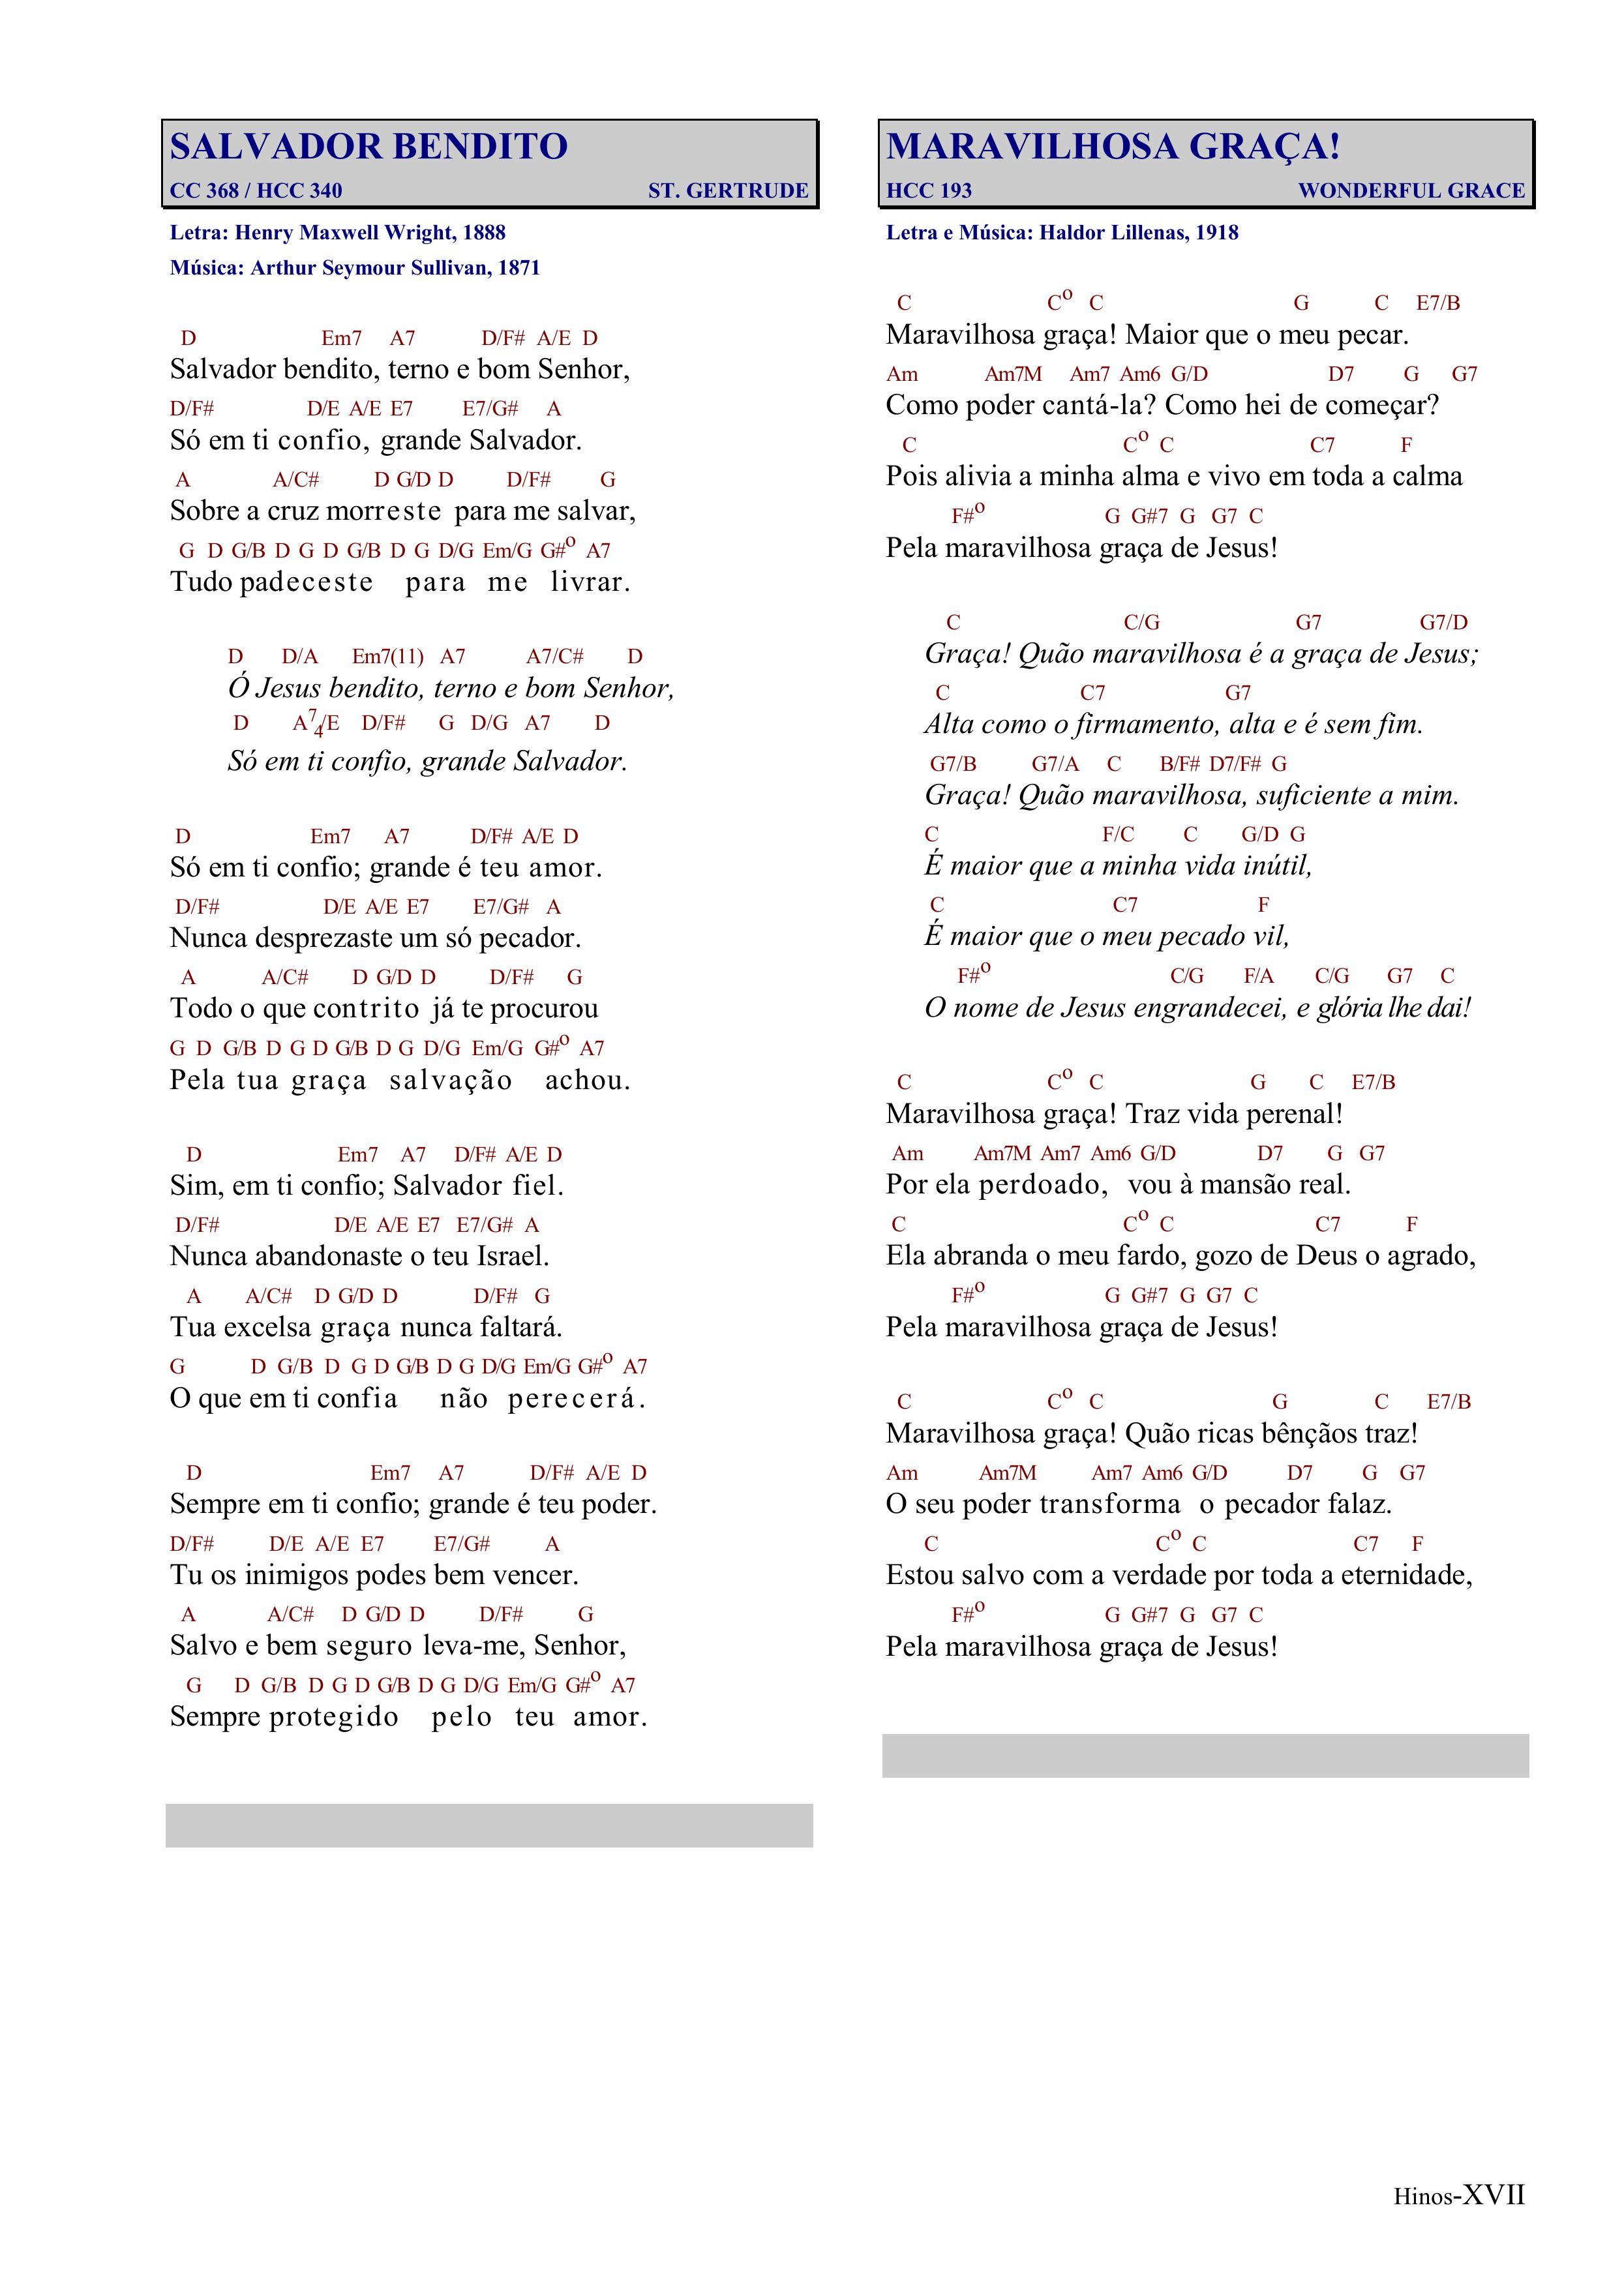 SALVADOR BENDITO
CC 368 / HCC 340 ST. GERTRUDE
Letra: Henry Maxwell Wright, 1888
Música: Arthur Seymour Sullivan, 1871
D Em7 A7 D/F# A/E D
Salvador bendito, terno e bom Senhor,
D/F# D/E A/E E7 E7/G# A
Só em ti confio, grande Salvador.
A A/C# D G/D D D/F# G
Sobre a cruz morreste para me salvar,
G D G/B D G D G/B D G D/G Em/G G#º A7
Tudo padeceste para me livrar.
D D/A Em7(11) A7 A7/C# D
Ó Jesus bendito, terno e bom Senhor,
D A7 4/E D/F# G D/G A7 D
Só em ti confio, grande Salvador.
D Em7 A7 D/F# A/E D
Só em ti confio; grande é teu amor.
D/F# D/E A/E E7 E7/G# A
Nunca desprezaste um só pecador.
A A/C# D G/D D D/F# G
Todo o que contrito já te procurou
G D G/B D G D G/B D G D/G Em/G G#º A7
Pela tua graça salvação achou.
D Em7 A7 D/F# A/E D
Sim, em ti confio; Salvador fiel.
D/F# D/E A/E E7 E7/G# A
Nunca abandonaste o teu Israel.
A A/C# D G/D D D/F# G
Tua excelsa graça nunca faltará.
G D G/B D G D G/B D G D/G Em/G G#º A7
O que em ti confia não perecerá.
D Em7 A7 D/F# A/E D
Sempre em ti confio; grande é teu poder.
D/F# D/E A/E E7 E7/G# A
Tu os inimigos podes bem vencer.
A A/C# D G/D D D/F# G
Salvo e bem seguro leva-me, Senhor,
G D G/B D G D G/B D G D/G Em/G G#º A7
Sempre protegido pelo teu amor.
MARAVILHOSA GRAÇA!
HCC 193 WONDERFUL GRACE
Letra e Música: Haldor Lillenas, 1918
C Cº C G C E7/B
Maravilhosa graça! Maior que o meu pecar.
Am Am7M Am7 Am6 G/D D7 G G7
Como poder cantá-la? Como hei de começar?
C Cº C C7 F
Pois alivia a minha alma e vivo em toda a calma
F#º G G#7 G G7 C
Pela maravilhosa graça de Jesus!
C C/G G7 G7/D
Graça! Quão maravilhosa é a graça de Jesus;
C C7 G7
Alta como o firmamento, alta e é sem fim.
G7/B G7/A C B/F# D7/F# G
Graça! Quão maravilhosa, suficiente a mim.
C F/C C G/D G
É maior que a minha vida inútil,
C C7 F
É maior que o meu pecado vil,
F#º C/G F/A C/G G7 C
O nome de Jesus engrandecei, e glória lhe dai!
C Cº C G C E7/B
Maravilhosa graça! Traz vida perenal!
Am Am7M Am7 Am6 G/D D7 G G7
Por ela perdoado, vou à mansão real.
C Cº C C7 F
Ela abranda o meu fardo, gozo de Deus o agrado,
F#º G G#7 G G7 C
Pela maravilhosa graça de Jesus!
C Cº C G C E7/B
Maravilhosa graça! Quão ricas bênçãos traz!
Am Am7M Am7 Am6 G/D D7 G G7
O seu poder transforma o pecador falaz.
C Cº C C7 F
Estou salvo com a verdade por toda a eternidade,
F#º G G#7 G G7 C
Pela maravilhosa graça de Jesus!
Hinos-XVII